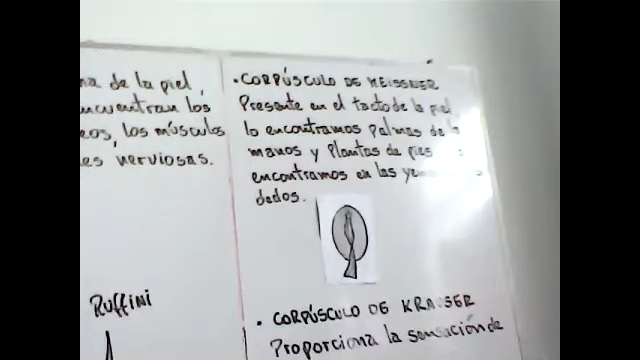 na de la piel,
ncuentran los
eos, los músculos
es nerviosas.
Ruffini
• CORPÚSCULO DE MEISSNER
Presente en el tacto de la piel
lo encontramos palmas de
manos y Plantas de pies
encontramos en las
dedos.
• CORPÚSCULO DE KRAUSER
Proporciona la sensación de